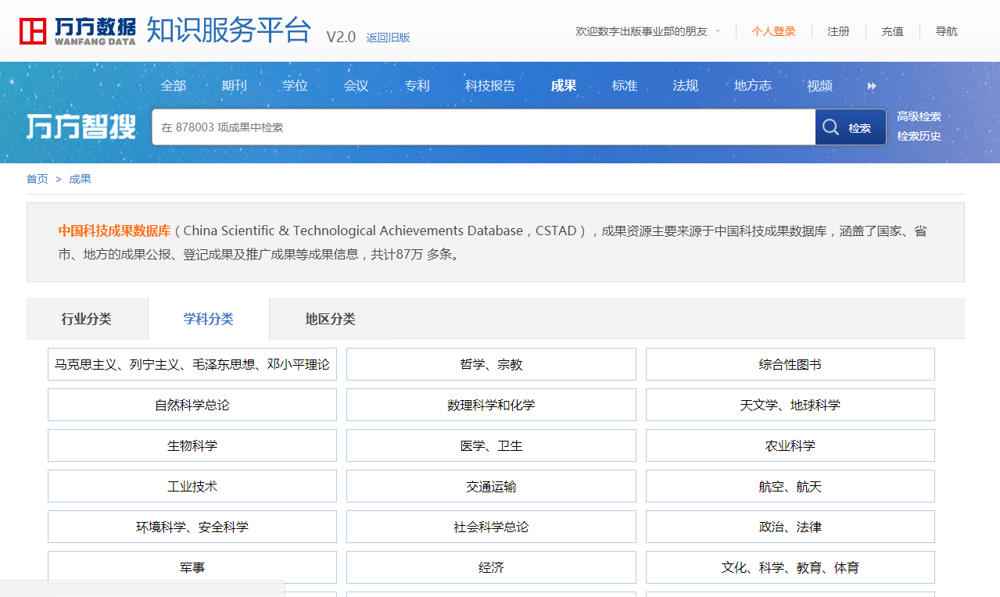 万方数据 WANFANG DATA 知识服务平台 V2.0 返回旧版 欢迎数字出版事业部的朋友 个人登录 注册 充值 导航
全部 期刊 学位 会议 专利 科技报告 成果 标准 法规 地方志 视频
万方智搜 在 878003 项成果中检索 检索 高级检索
检索历史
首页 > 成果
中国科技成果数据库（China Scientific & Technological Achievements Database，CSTAD），成果资源主要来源于中国科技成果数据库，涵盖了国家、省
市、地方的成果公报、登记成果及推广成果等成果信息，共计87万 多条。
行业分类 学科分类 地区分类
马克思主义、列宁主义、毛泽东思想、邓小平理论 哲学、宗教 综合性图书
自然科学总论 数理科学和化学 天文学、地球科学
生物科学 医学、卫生 农业科学
工业技术 交通运输 航空、航天
环境科学、安全科学 社会科学总论 政治、法律
军事 经济 文化、科学、教育、体育